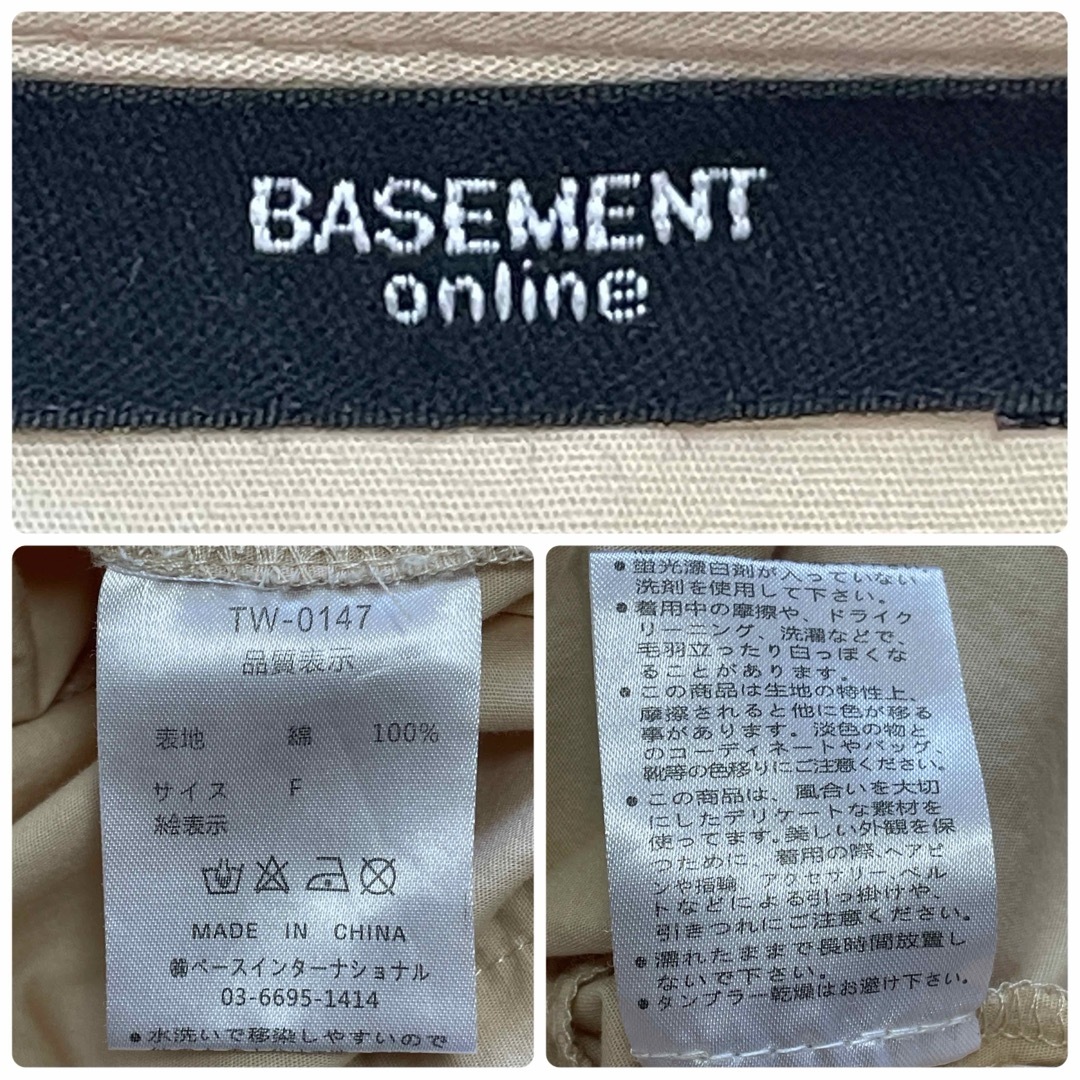 BASEMENT
online
TW-0147
品質表示
表地 綿 100%
サイズ F
絵表示
MADE IN CHINA
㈱ベースインターナショナル
03-6695-1414
●水洗いで移染しやすいので
●蛍光漂白剤が入っていない
洗剤を使用して下さい。
●着用中の摩擦や、ドライク
リーニング、洗濯などで、
毛羽立ったり白っぽくな
ることがあります。
●この商品は生地の特性上、
摩擦されると他に色が移る
事があります。淡色の物と
のコーディネートやバッグ、
靴等の色移りにご注意ください。
●この商品は、風合いを大切
にしたデリケートな素材を
使ってます。美しい外観を保
つために、着用の際、ヘアピ
ンや指輪、アクセサリー、ベル
トなどによる引っ掛けや、
引きつれにご注意ください。
●濡れたままで長時間放置し
ないで下さい。
●タンブラー乾燥はお避け下さい。